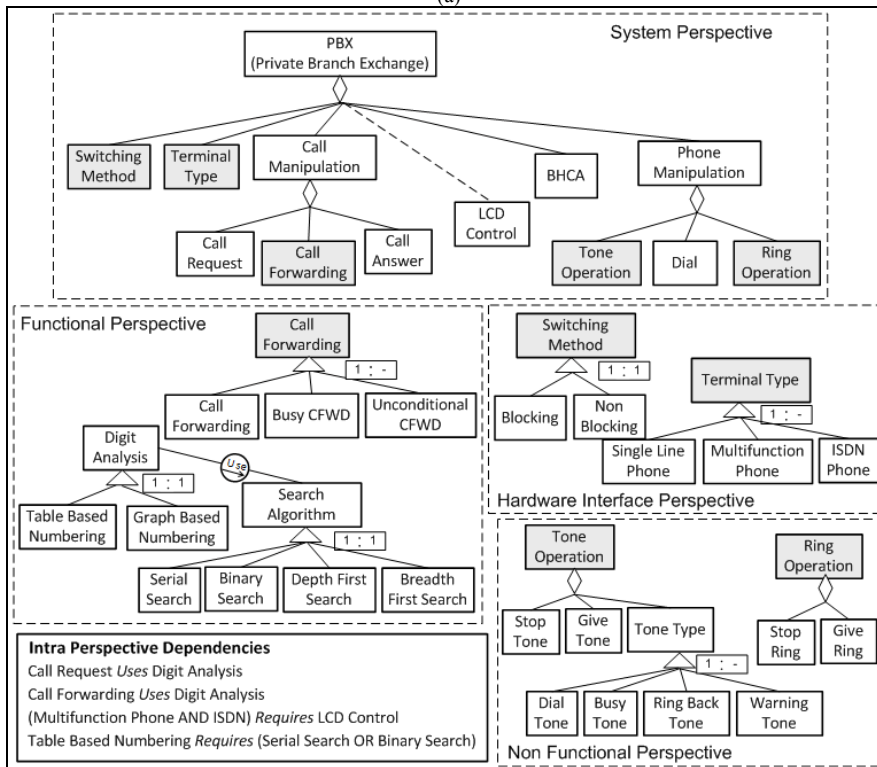 (a)
System Perspective
PBX
(Private Branch Exchange)
Switching
Method
Terminal
Type
Call
Manipulation
LCD
Control
BHCA
Phone
Manipulation
Call
Request
Call
Forwarding
Call
Answer
Tone
Operation
Dial
Ring
Operation
Functional Perspective
Call
Forwarding
1 : -
Call
Forwarding
Busy CFWD
Unconditional
CFWD
Digit
Analysis
Use
1 : 1
Table Based
Numbering
Graph Based
Numbering
Search
Algorithm
1 : 1
Serial
Search
Binary
Search
Depth First
Search
Breadth
First Search
Switching
Method
1 : 1
Blocking
Non
Blocking
Terminal Type
1 : -
Single Line
Phone
Multifunction
Phone
ISDN
Phone
Hardware Interface Perspective
Tone
Operation
Stop
Tone
Give
Tone
Tone Type
1 : -
Dial
Tone
Busy
Tone
Ring Back
Tone
Warning
Tone
Ring
Operation
Stop
Ring
Give
Ring
Non Functional Perspective
Intra Perspective Dependencies
Call Request Uses Digit Analysis
Call Forwarding Uses Digit Analysis
(Multifunction Phone AND ISDN) Requires LCD Control
Table Based Numbering Requires (Serial Search OR Binary Search)